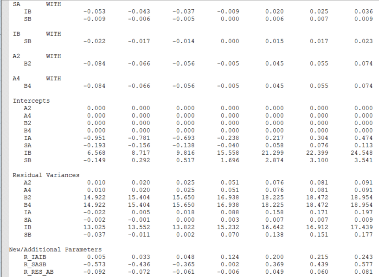 SA WITH
IB -0.053 -0.043 -0.037 -0.009 0.020 0.025 0.036
SB -0.009 -0.006 -0.005 0.000 0.006 0.007 0.009
IB WITH
SB -0.022 -0.017 -0.014 0.000 0.015 0.017 0.023
A2 WITH
B2 -0.084 -0.066 -0.056 -0.005 0.045 0.055 0.074
A4 WITH
B4 -0.084 -0.066 -0.056 -0.005 0.045 0.055 0.074
Intercepts
A2 0.000 0.000 0.000 0.000 0.000 0.000 0.000
A4 0.000 0.000 0.000 0.000 0.000 0.000 0.000
B2 0.000 0.000 0.000 0.000 0.000 0.000 0.000
B4 0.000 0.000 0.000 0.000 0.000 0.000 0.000
IA -0.951 -0.781 -0.693 -0.238 0.217 0.304 0.474
SA -0.193 -0.156 -0.138 -0.040 0.058 0.076 0.113
IB 6.568 8.717 9.816 15.558 21.299 22.399 24.548
SB -0.149 0.292 0.517 1.696 2.874 3.100 3.541
Residual Variances
A2 0.010 0.020 0.025 0.051 0.076 0.081 0.091
A4 0.010 0.020 0.025 0.051 0.076 0.081 0.091
B2 14.922 15.404 15.650 16.938 18.225 18.472 18.954
B4 14.922 15.404 15.650 16.938 18.225 18.472 18.954
IA -0.022 0.005 0.018 0.088 0.158 0.171 0.197
SA -0.002 -0.001 0.000 0.003 0.007 0.007 0.009
IB 13.025 13.552 13.822 15.232 16.642 16.912 17.439
SB -0.037 -0.011 0.002 0.070 0.138 0.151 0.177
New/Additional Parameters
R_IAIB 0.005 0.033 0.048 0.124 0.200 0.215 0.243
R_SASB -0.573 -0.436 -0.365 0.002 0.369 0.439 0.577
R_RES_AB -0.092 -0.072 -0.061 -0.006 0.049 0.060 0.081